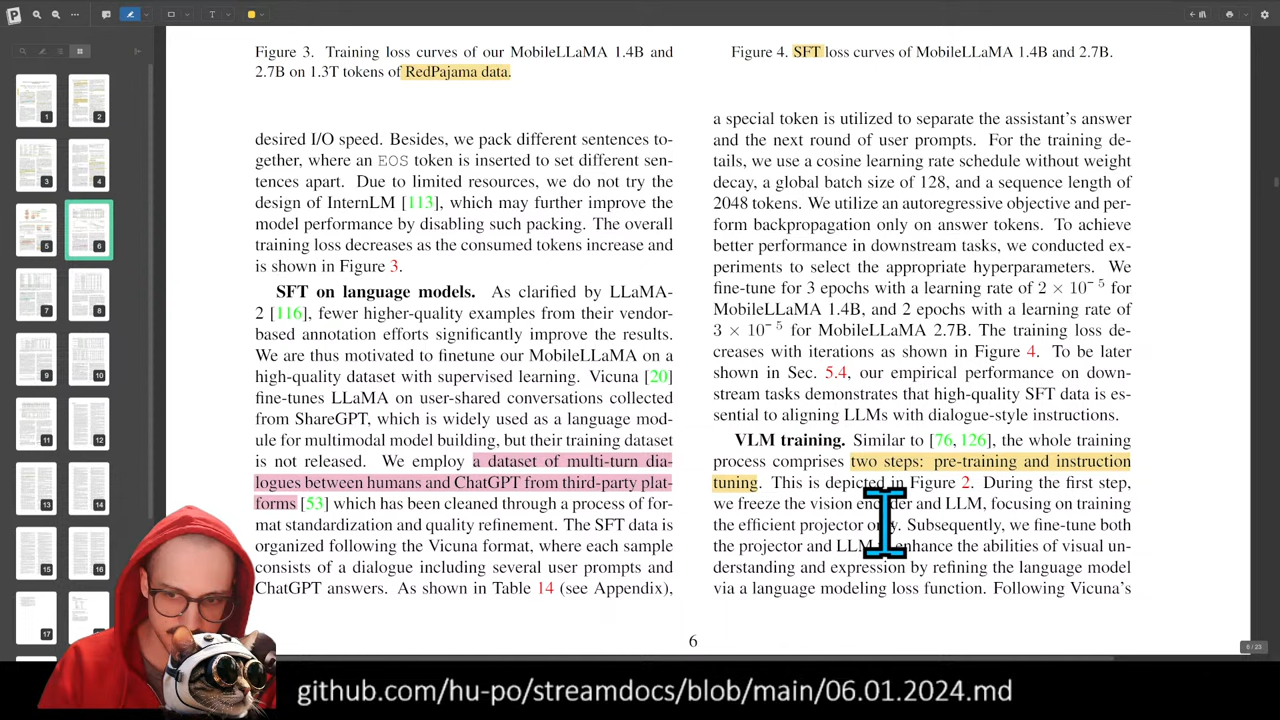 Figure 3. Training loss curves of our MobileLLaMA 1.4B and
2.7B on 1.3T tokens of RedPajama data
desired I/O speed. Besides, we pack different sentences to-
gether, where an EOS token is inserted to set different sen-
tences apart. Due to limited resources, we do not try the
design of InternLM [113], which may further improve the
model performance by disabling such packing. The overall
training loss decreases as the consumed tokens increase and
is shown in Figure 3.
SFT on language models. As clarified by LLaMA-
2 [116], fewer higher-quality examples from their vendor-
based annotation efforts significantly improve the results.
We are thus motivated to finetune our MobileLLaMA on a
high-quality dataset with supervised learning. Vicuna [20]
fine-tunes LLaMA on user-shared conversations collected
from ShareGPT which is widely used as a language mod-
ule for multimodal model building, but their training dataset
is not released. We employ a dataset of multi-turn dia-
logues between humans and ChatGPT from third-party plat-
forms [53] which has been cleaned through a process of for-
mat standardization and quality refinement. The SFT data is
organized following the Vicuna format, where each sample
consists of a dialogue including several user prompts and
ChatGPT answers. As shown in Table 14 (see Appendix),
Figure 4. SFT loss curves of MobileLLaMA 1.4B and 2.7B.
a special token is utilized to separate the assistant's answer
and the next round of user prompts. For the training de-
tails, we use a cosine learning rate schedule without weight
decay, a global batch size of 128, and a sequence length of
2048 tokens. We utilize an autoregressive objective and per-
form backpropagation only on answer tokens. To achieve
better performance in downstream tasks, we conducted ex-
periments to select the appropriate hyperparameters. We
fine-tune for 3 epochs with a learning rate of 2 × 10⁻⁵ for
MobileLLaMA 1.4B, and 2 epochs with a learning rate of
3 × 10⁻⁵ for MobileLLaMA 2.7B. The training loss de-
creases with iterations as shown in Figure 4. To be later
shown in Sec. 5.4, our empirical performance on down-
stream tasks demonstrates that high-quality SFT data is es-
sential to aligning LLMs with dialogue-style instructions.
VLM training. Similar to [76, 126], the whole training
process comprises two steps: pre-training and instruction
tuning. This is depicted in Figure 2. During the first step,
we freeze the vision encoder and LLM, focusing on training
the efficient projector only. Subsequently, we fine-tune both
the projector and LLM enhance the abilities of visual un-
derstanding and expression by refining the language model
via a language modeling loss function. Following Vicuna's
6
6 / 23
1
2
3
4
5
6
7
8
9
10
11
12
13
14
15
16
17
github.com/hu-po/streamdocs/blob/main/06.01.2024.md